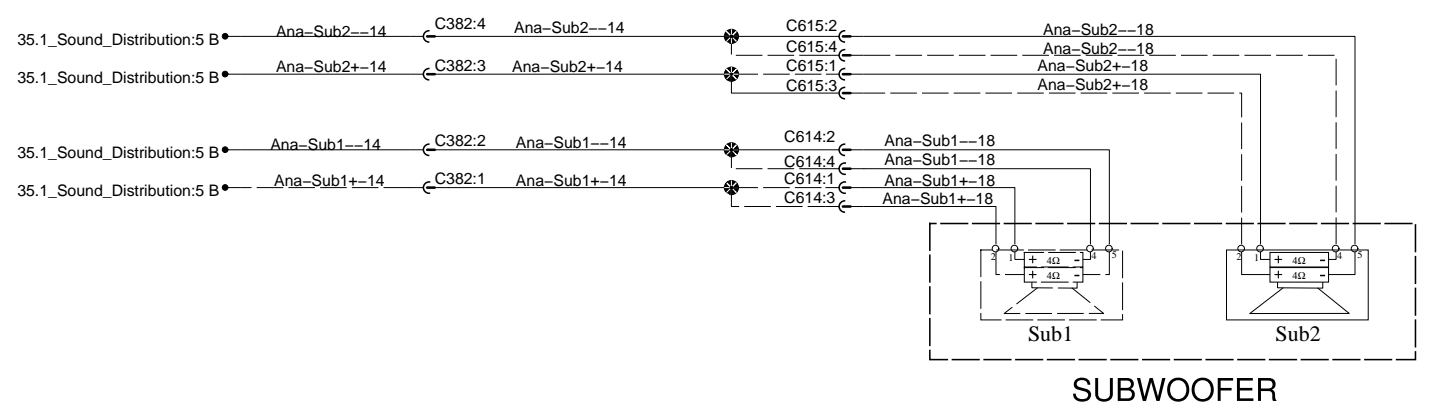 35.1_Sound_Distribution:5 B Ana−Sub2−−14 C382:4 Ana−Sub2−−14 C615:2 Ana−Sub2−−18
C615:4 Ana−Sub2−−18
35.1_Sound_Distribution:5 B Ana−Sub2+−14 C382:3 Ana−Sub2+−14 C615:1 Ana−Sub2+−18
C615:3 Ana−Sub2+−18
35.1_Sound_Distribution:5 B Ana−Sub1−−14 C382:2 Ana−Sub1−−14 C614:2 Ana−Sub1−−18
C614:4 Ana−Sub1−−18
35.1_Sound_Distribution:5 B Ana−Sub1+−14 C382:1 Ana−Sub1+−14 C614:1 Ana−Sub1+−18
C614:3 Ana−Sub1+−18
2 1 4 5 2 1 4 5
+ 4Ω - + 4Ω -
+ 4Ω - + 4Ω -
Sub1 Sub2
SUBWOOFER